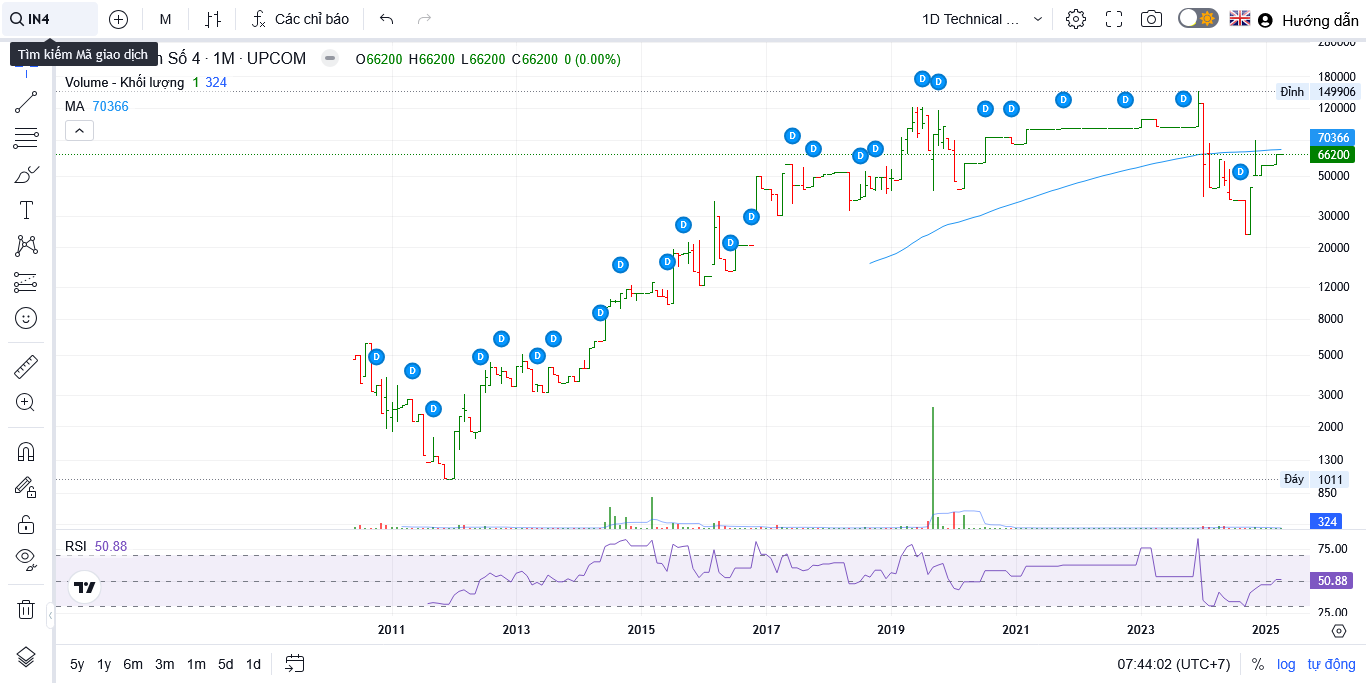 IN4
M
Các chỉ báo
1D Technical ...
Hướng dẫn
Tìm kiếm Mã giao dịch
Số 4 · 1M · UPCOM
O66200 H66200 L66200 C66200 0 (0.00%)
Volume - Khối lượng 1 324
MA 70366
280000
180000
Đỉnh 149906
120000
70366
66200
50000
30000
20000
12000
8000
5000
3000
2000
1300
Đáy 1011
850
324
D D D D D D D D D D D D D D D D D D D D D D D D D D D
RSI 50.88
75.00
50.88
25.00
2011 2013 2015 2017 2019 2021 2023 2025
5y 1y 6m 3m 1m 5d 1d
07:44:02 (UTC+7) % log tự động